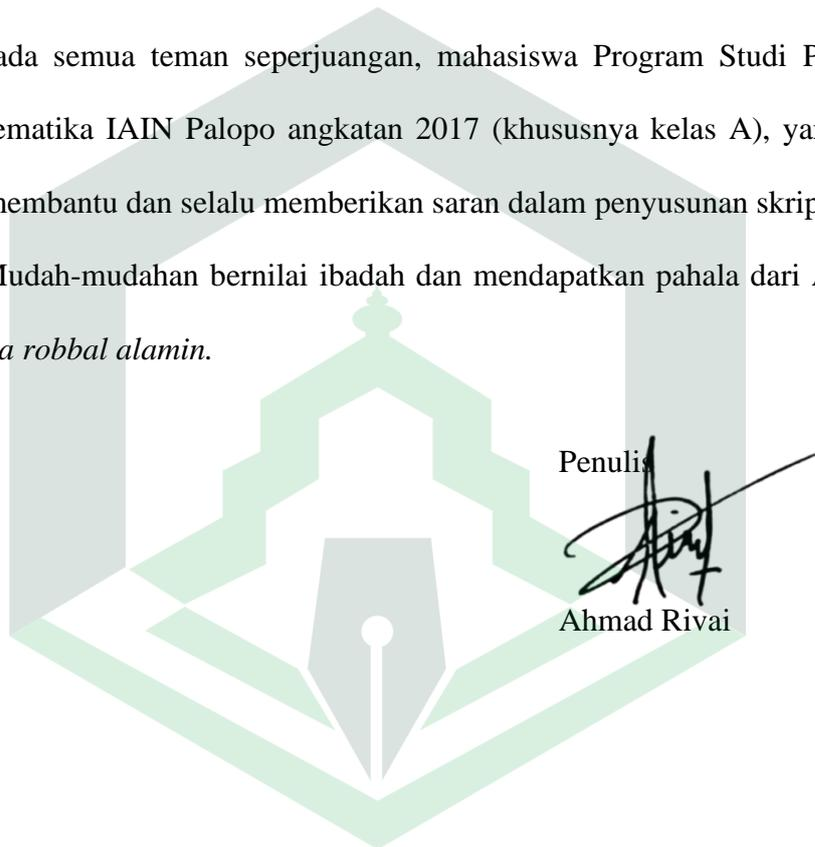 ada semua teman seperjuangan, mahasiswa Program Studi P
ematika IAIN Palopo angkatan 2017 (khususnya kelas A), ya
membantu dan selalu memberikan saran dalam penyusunan skrip
Mudah-mudahan bernilai ibadah dan mendapatkan pahala dari A
a robbal alamin.
Penulis
Ahmad Rivai